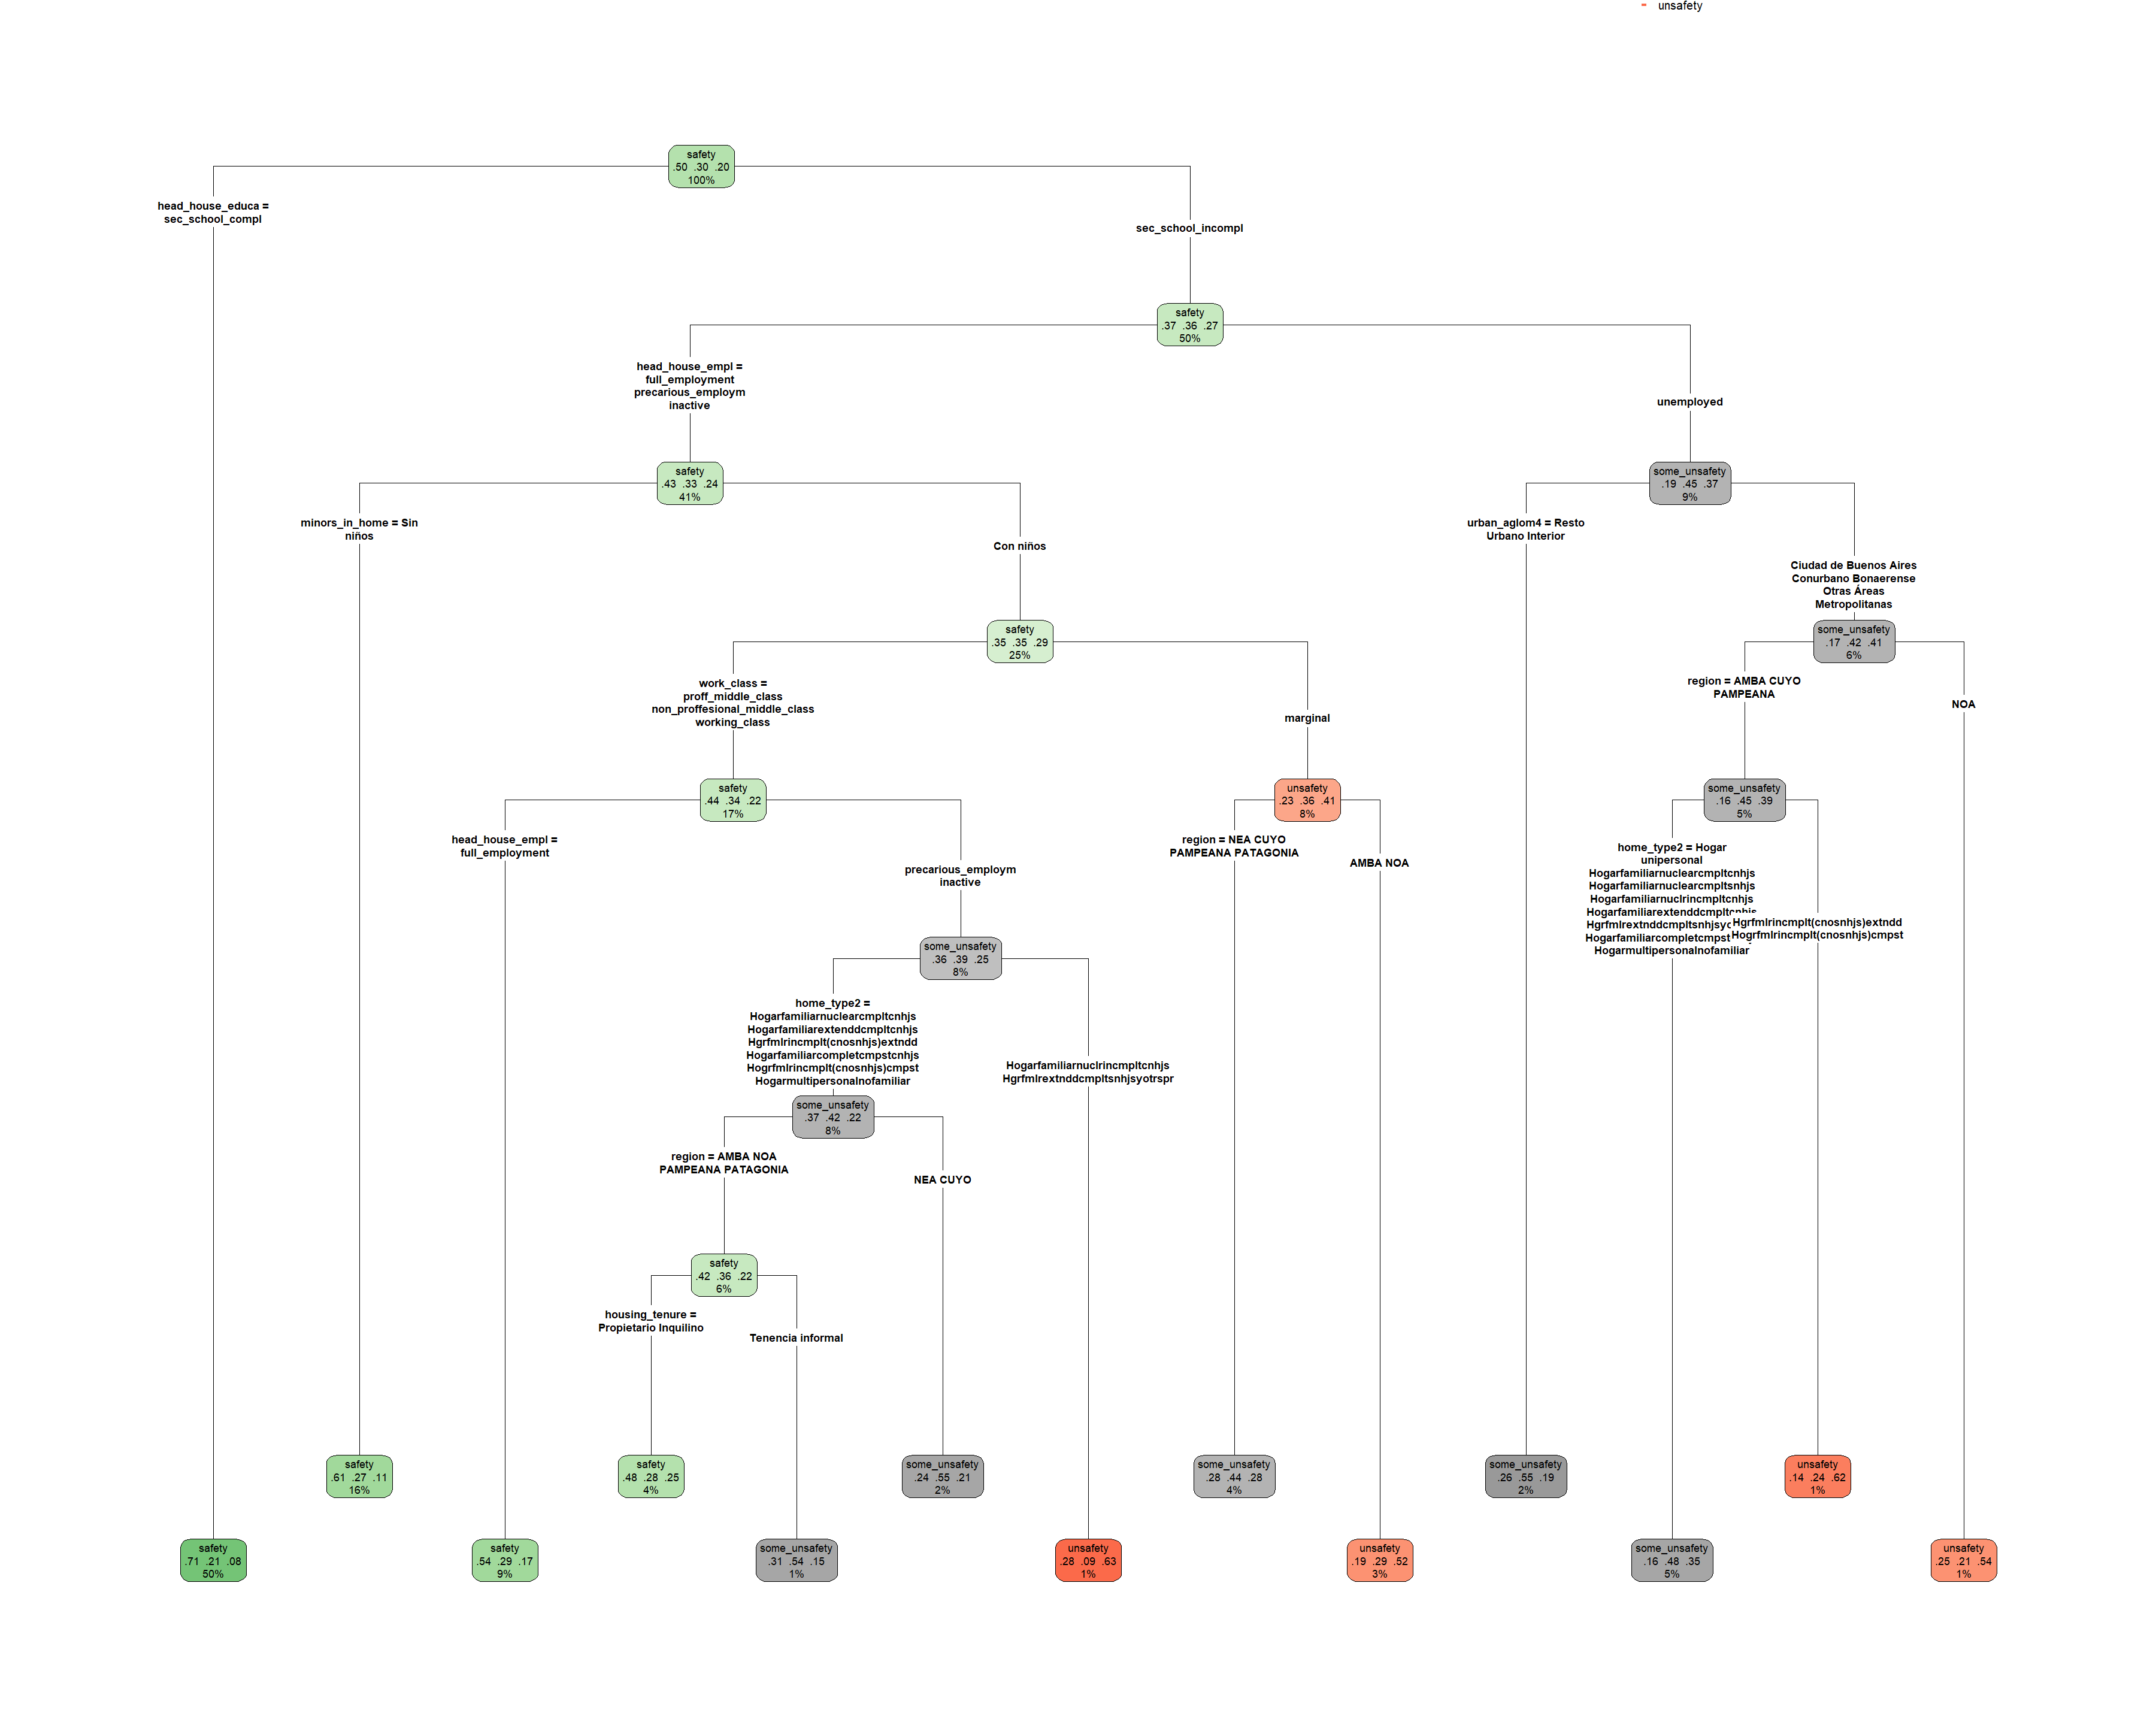 unsafety
safety
.50 .30 .20
100%
head_house_educa =
sec_school_compl
sec_school_incompl
safety
.37 .36 .27
50%
head_house_empl =
full_employment
precarious_employm
inactive
unemployed
safety
.43 .33 .24
41%
some_unsafety
.19 .45 .37
9%
minors_in_home = Sin
niños
Con niños
urban_aglom4 = Resto
Urbano Interior
Ciudad de Buenos Aires
Conurbano Bonaerense
Otras Áreas
Metropolitanas
safety
.35 .35 .29
25%
some_unsafety
.17 .42 .41
6%
work_class =
proff_middle_class
non_proffesional_middle_class
working_class
marginal
region = AMBA CUYO
PAMPEANA
NOA
safety
.44 .34 .22
17%
unsafety
.23 .36 .41
8%
some_unsafety
.16 .45 .39
5%
head_house_empl =
full_employment
precarious_employm
inactive
region = NEA CUYO
PAMPEANA PATAGONIA
AMBA NOA
home_type2 = Hogar
unipersonal
Hogarfamiliarnuclearcmpltcnhjs
Hogarfamiliarnuclearcmpltsnhjs
Hogarfamiliarnuclrincmpltcnhjs
Hogarfamiliarextenddcmpltcnhjs
Hogarmultipersonalnofamiliar
Hgrfmlrincmplt(cnosnhjs)extndd
Hogrfmlrincmplt(cnosnhjs)cmpst
some_unsafety
.36 .39 .25
8%
home_type2 =
Hogarfamiliarnuclearcmpltcnhjs
Hogarfamiliarextenddcmpltcnhjs
Hgrfmlrincmplt(cnosnhjs)extndd
Hogarfamiliarcompletcmpstcnhjs
Hogrfmlrincmplt(cnosnhjs)cmpst
Hogarmultipersonalnofamiliar
Hogarfamiliarnuclrincmpltcnhjs
Hgrfmlrextnddcmpltsnhjsyotrspr
some_unsafety
.37 .42 .22
8%
region = AMBA NOA
PAMPEANA PATAGONIA
NEA CUYO
safety
.42 .36 .22
6%
housing_tenure =
Propietario Inquilino
Tenencia informal
safety
.61 .27 .11
16%
safety
.48 .28 .25
4%
some_unsafety
.24 .55 .21
2%
some_unsafety
.28 .44 .28
4%
some_unsafety
.26 .55 .19
2%
unsafety
.14 .24 .62
1%
safety
.71 .21 .08
50%
safety
.54 .29 .17
9%
some_unsafety
.31 .54 .15
1%
unsafety
.28 .09 .63
1%
unsafety
.19 .29 .52
3%
some_unsafety
.16 .48 .35
5%
unsafety
.25 .21 .54
1%